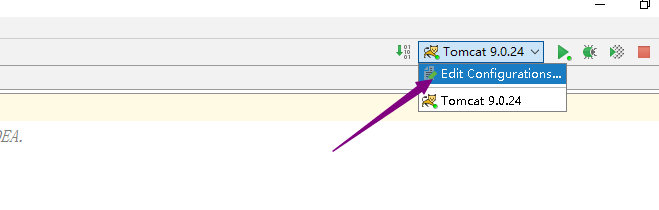 Tomcat 9.0.24
Edit Configurations...
Tomcat 9.0.24
DEA.